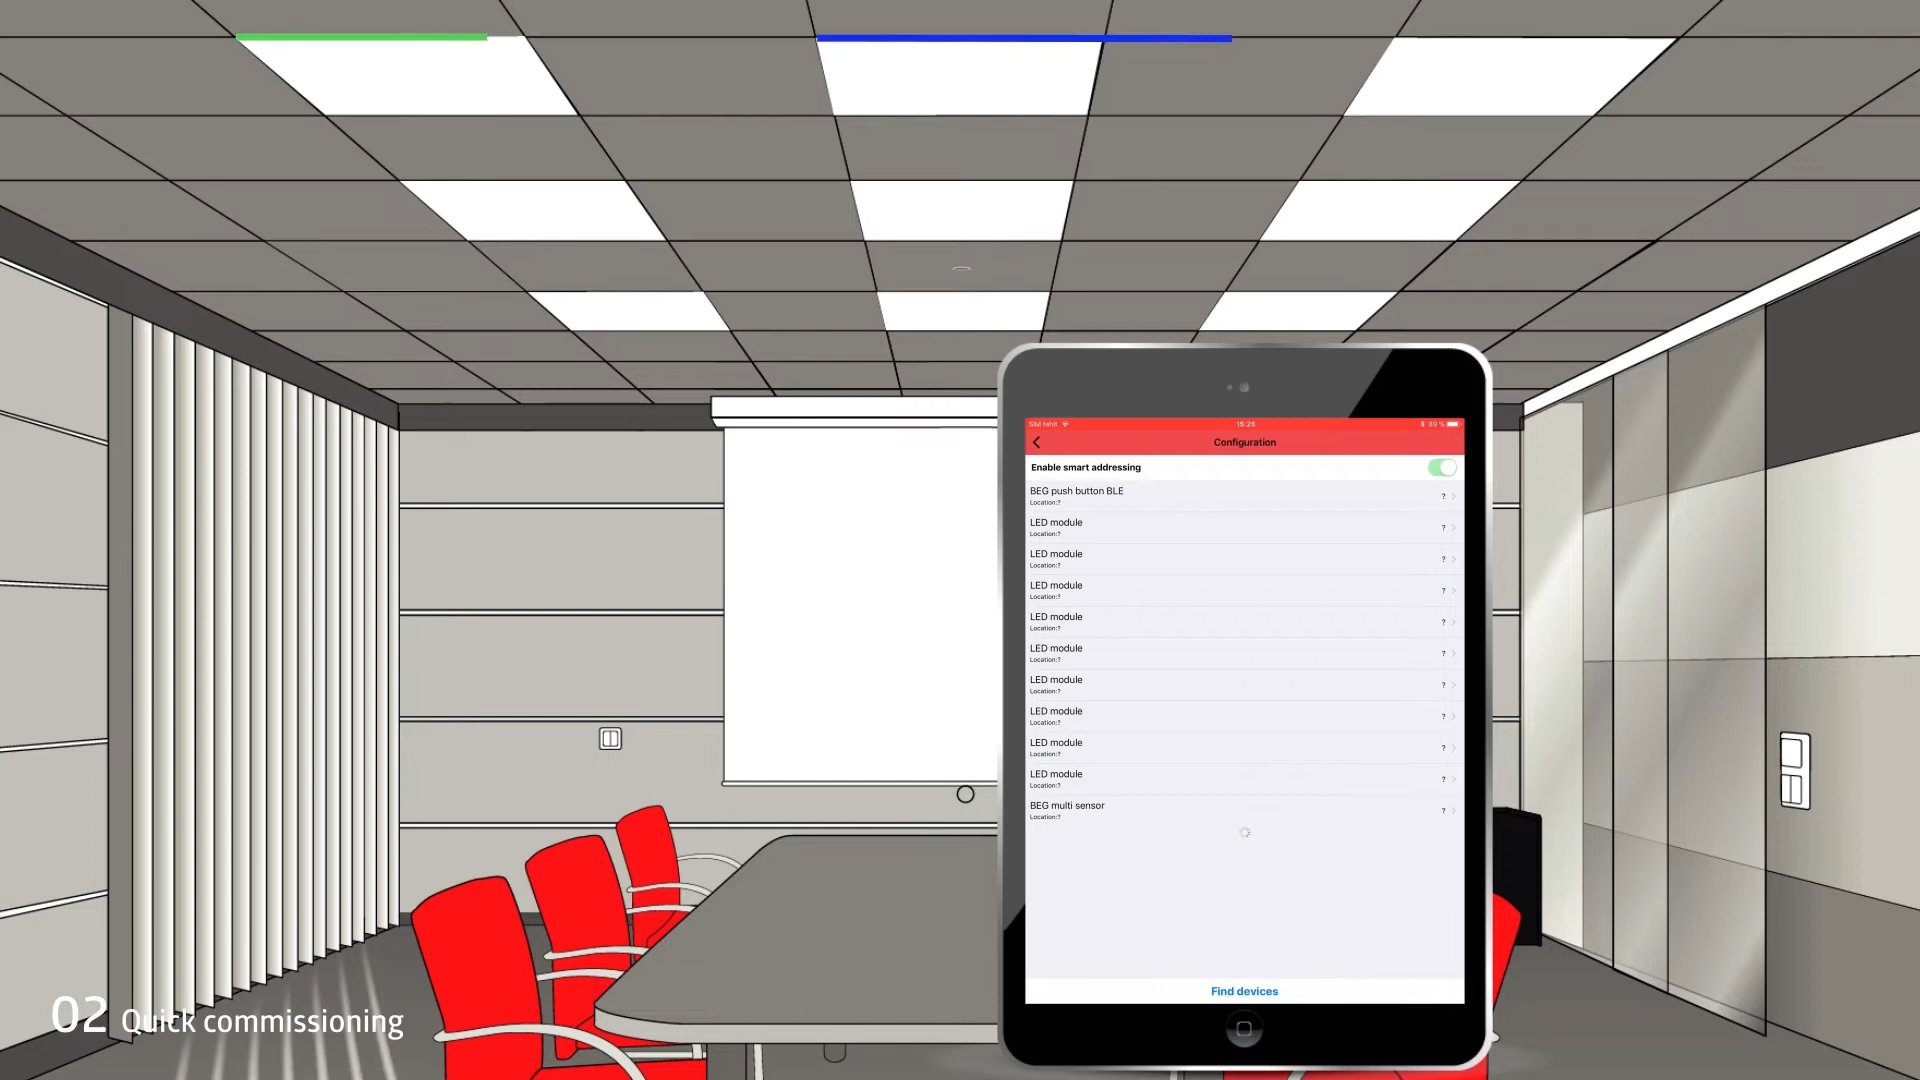 SIM fehlt 15:25 89 %
Configuration
Enable smart addressing
BEG push button BLE
Location:? ?
LED module
Location:? ?
LED module
Location:? ?
LED module
Location:? ?
LED module
Location:? ?
LED module
Location:? ?
LED module
Location:? ?
LED module
Location:? ?
LED module
Location:? ?
LED module
Location:? ?
BEG multi sensor
Location:? ?
Find devices
02 Quick commissioning